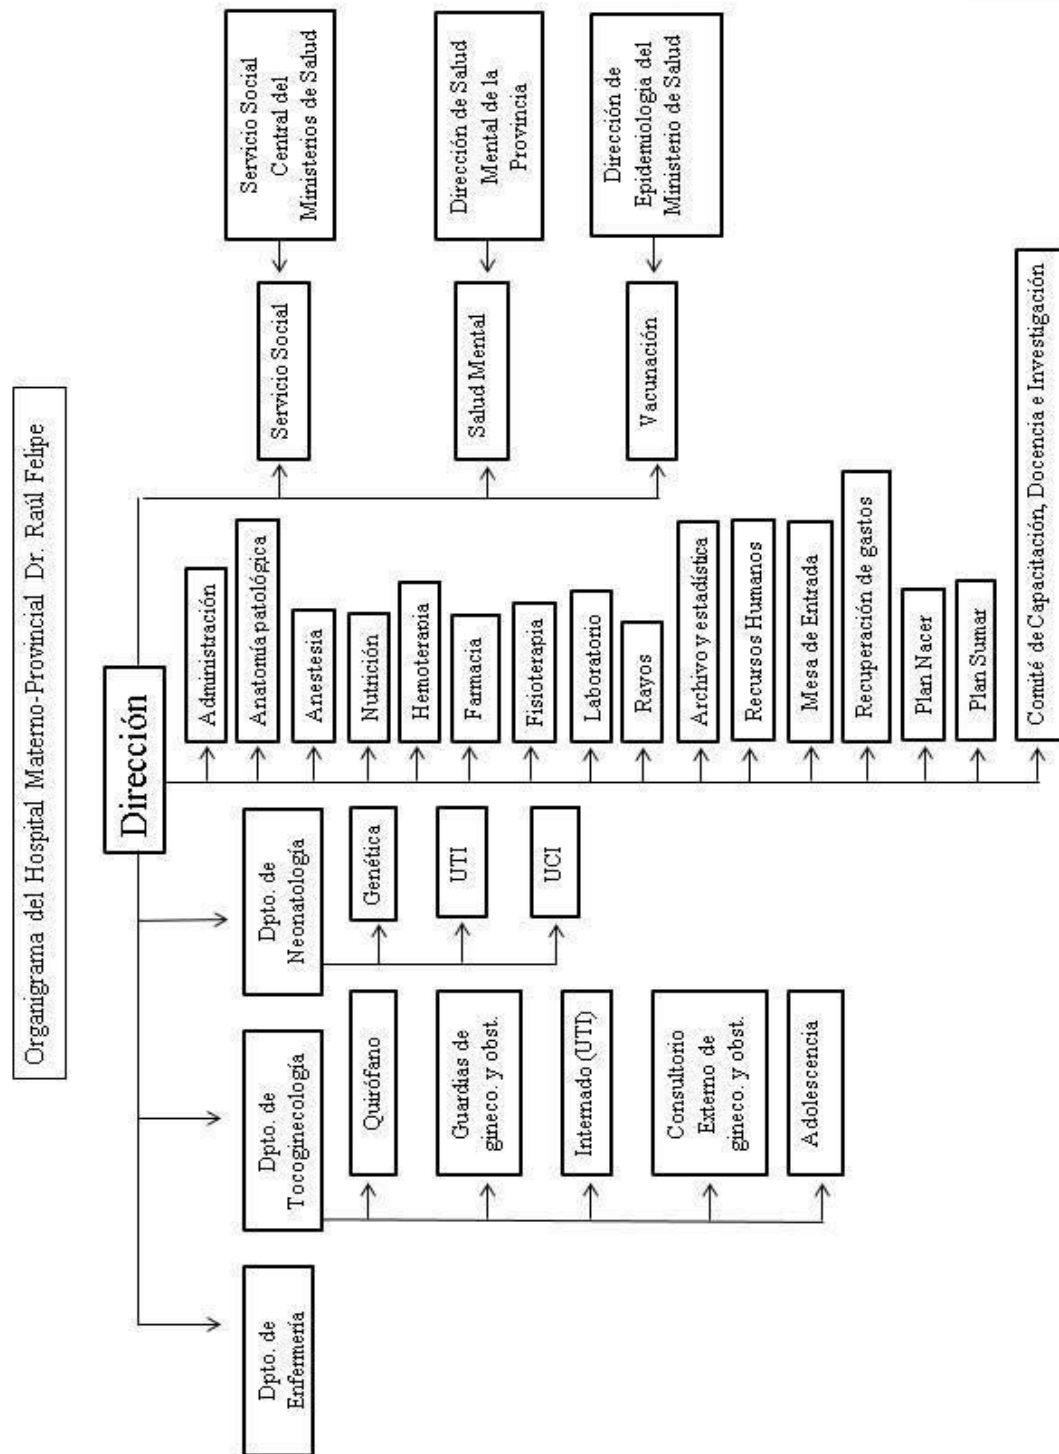 Organigrama del Hospital Materno-Provincial Dr. Raúl Felipe
Dirección
Dpto. de
Enfermería
Dpto. de
Tocoginecología
Quirófano
Guardias de
gineco. y obst.
Internado (UTI)
Consultorio
Externo de
gineco. y obst.
Adolescencia
Dpto. de
Neonatología
Genética
UTI
UCI
Administración
Anatomía patológica
Anestesia
Nutrición
Hemoterapia
Farmacia
Fisioterapia
Laboratorio
Rayos
Archivo y estadística
Recursos Humanos
Mesa de Entrada
Recuperación de gastos
Plan Nacer
Plan Sumar
Comité de Capacitación, Docencia e Investigación
Servicio Social
Salud Mental
Vacunación
Servicio Social
Central del
Ministerios de Salud
Dirección de Salud
Mental de la
Provincia
Dirección de
Epidemiologia del
Ministerio de Salud